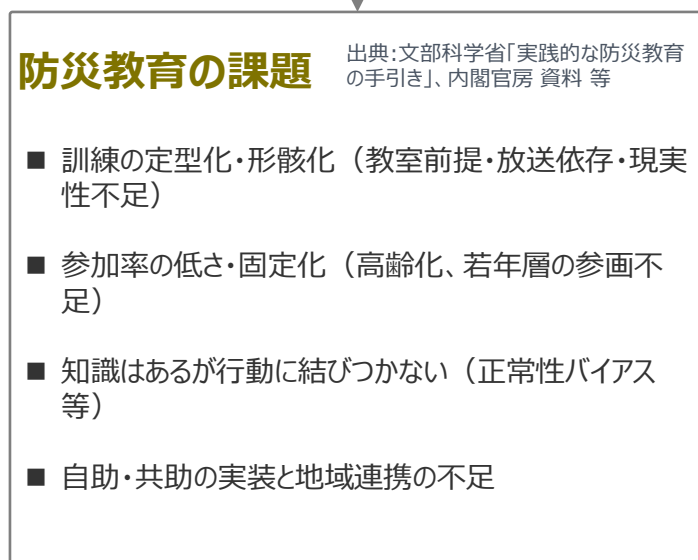 防災教育の課題
出典:文部科学省「実践的な防災教育
の手引き」、内閣官房 資料 等
■ 訓練の定型化・形骸化（教室前提・放送依存・現実
性不足）
■ 参加率の低さ・固定化（高齢化、若年層の参画不
足）
■ 知識はあるが行動に結びつかない（正常性バイアス
等）
■ 自助・共助の実装と地域連携の不足